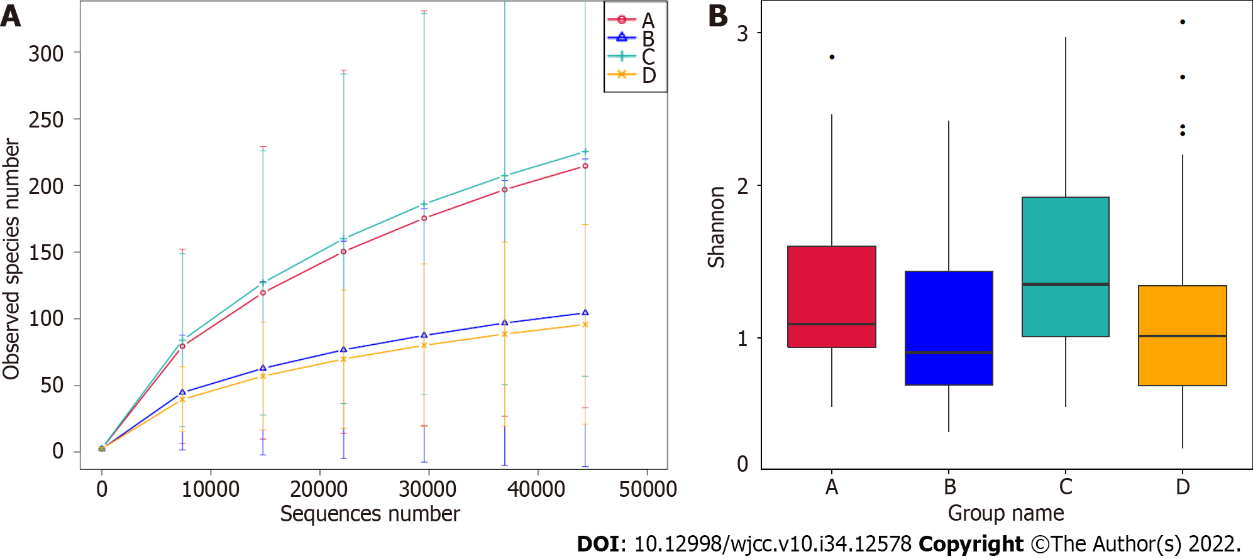 A
A
B
C
D
300
250
200
150
100
50
0
Observed species number
0 10000 20000 30000 40000 50000
Sequences number
B
3
2
1
0
Shannon
A B C D
Group name
DOI: 10.12998/wjcc.v10.i34.12578 Copyright ©The Author(s) 2022.